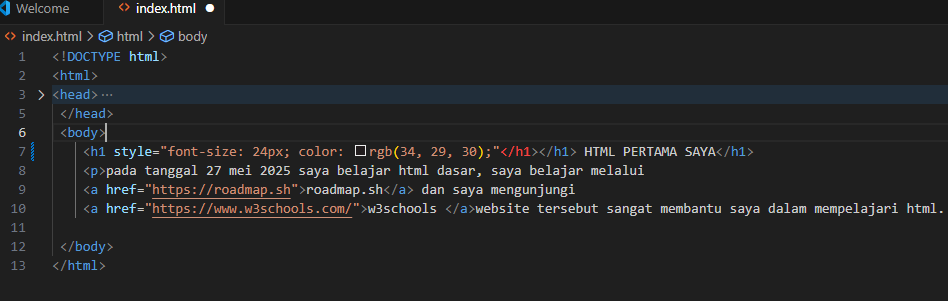 Welcome
index.html
index.html > html > body
1 <!DOCTYPE html>
2 <html>
3 <head> ...
5 </head>
6 <body>
7 <h1 style="font-size: 24px; color: rgb(34, 29, 30);"</h1></h1> HTML PERTAMA SAYA</h1>
8 <p>pada tanggal 27 mei 2025 saya belajar html dasar, saya belajar melalui
9 <a href="https://roadmap.sh">roadmap.sh</a> dan saya mengunjungi
10 <a href="https://www.w3schools.com/">w3schools </a>website tersebut sangat membantu saya dalam mempelajari html.
11
12 </body>
13 </html>